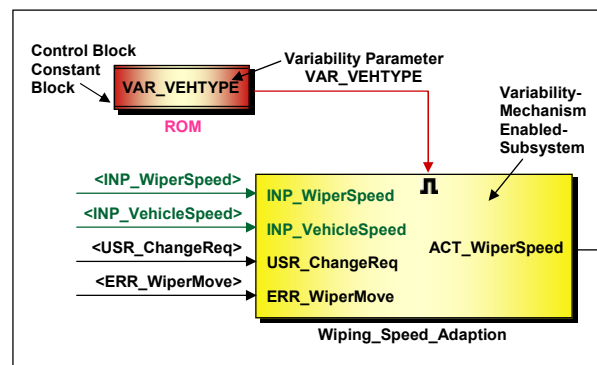 Control Block
Constant
Block
VAR_VEHTYPE
ROM
Variability Parameter
VAR_VEHTYPE
Variability-
Mechanism
Enabled-
Subsystem
<INP_WiperSpeed>
<INP_VehicleSpeed>
<USR_ChangeReq>
<ERR_WiperMove>
INP_WiperSpeed
INP_VehicleSpeed
USR_ChangeReq
ERR_WiperMove
ACT_WiperSpeed
Wiping_Speed_Adaption